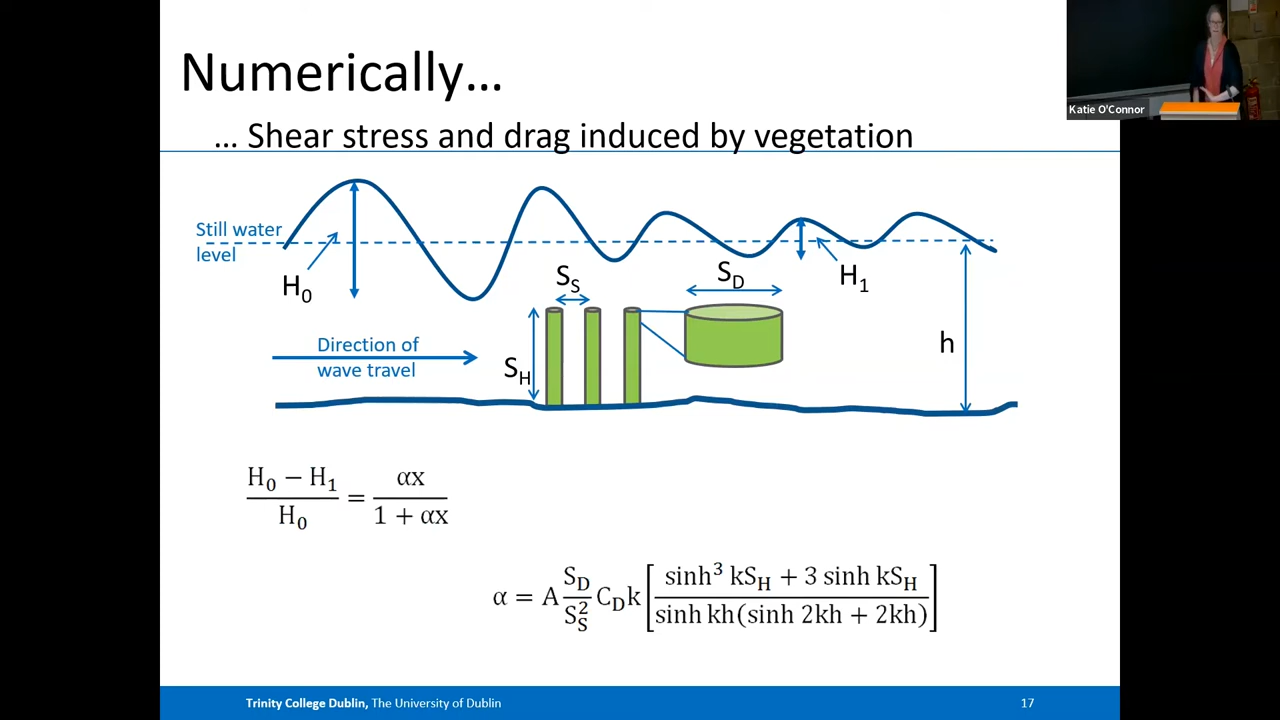 Numerically…
… Shear stress and drag induced by vegetation
Katie O'Connor
Still water
level
H₀
S_S
S_D
H₁
Direction of
wave travel
S_H
h
(H₀ − H₁)/H₀ = αx/(1 + αx)
α = A (S_D/S_S²) C_D k [(sinh³ kS_H + 3 sinh kS_H)/(sinh kh(sinh 2kh + 2kh))]
Trinity College Dublin, The University of Dublin
17